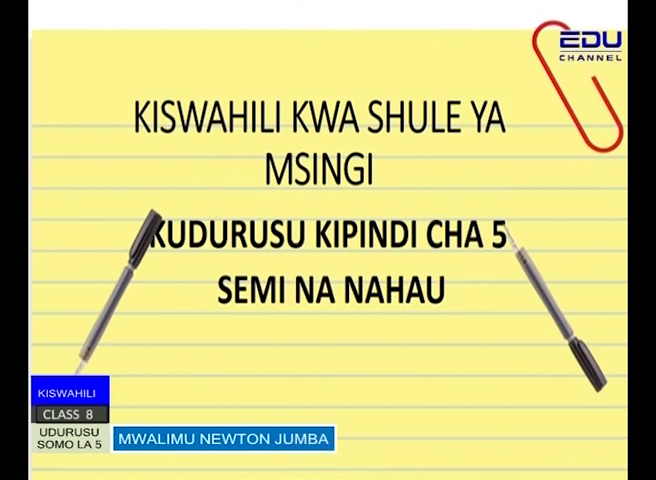 EDU
CHANNEL
KISWAHILI KWA SHULE YA
MSINGI
KUDURUSU KIPINDI CHA 5
SEMI NA NAHAU
KISWAHILI
CLASS 8
UDURUSU
SOMO LA 5
MWALIMU NEWTON JUMBA